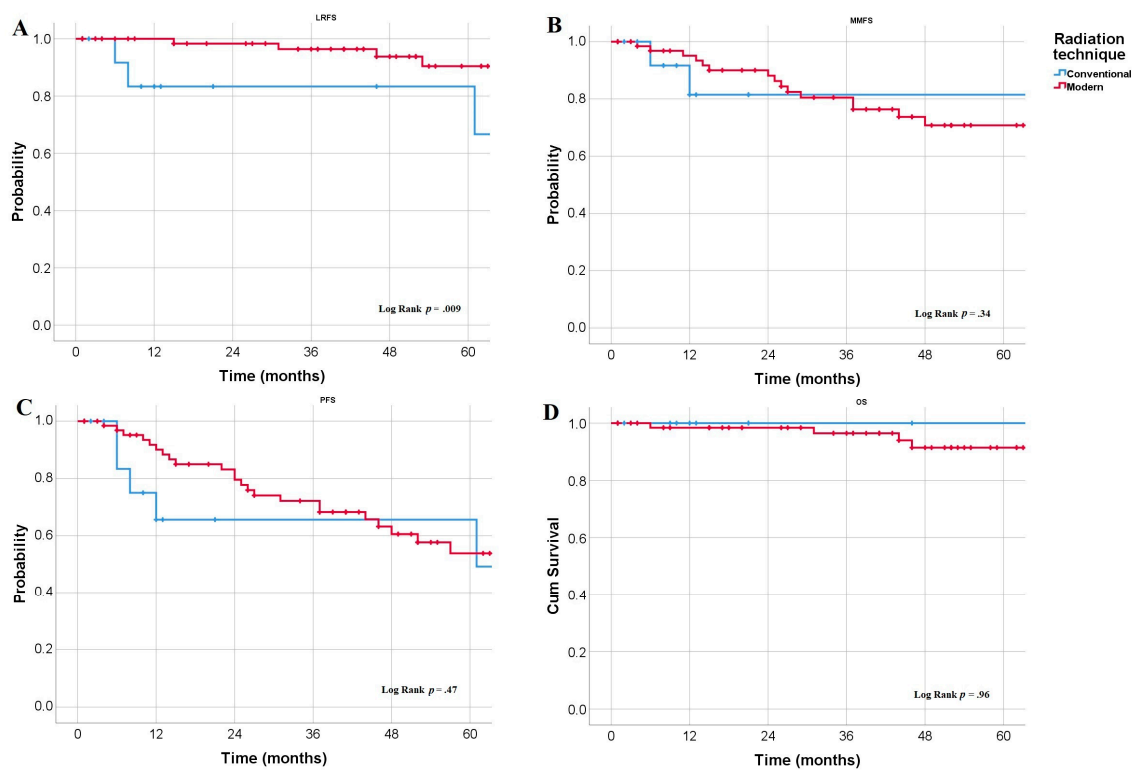 A
LRFS
1.0
0.8
0.6
0.4
0.2
0.0
Probability
Log Rank p = .009
0 12 24 36 48 60
Time (months)
B
MMFS
1.0
0.8
0.6
0.4
0.2
0.0
Probability
Log Rank p = .34
0 12 24 36 48 60
Time (months)
Radiation
technique
Conventional
Modern
C
PFS
1.0
0.8
0.6
0.4
0.2
0.0
Probability
Log Rank p = .47
0 12 24 36 48 60
Time (months)
D
OS
1.0
0.8
0.6
0.4
0.2
0.0
Cum Survival
Log Rank p = .96
0 12 24 36 48 60
Time (months)